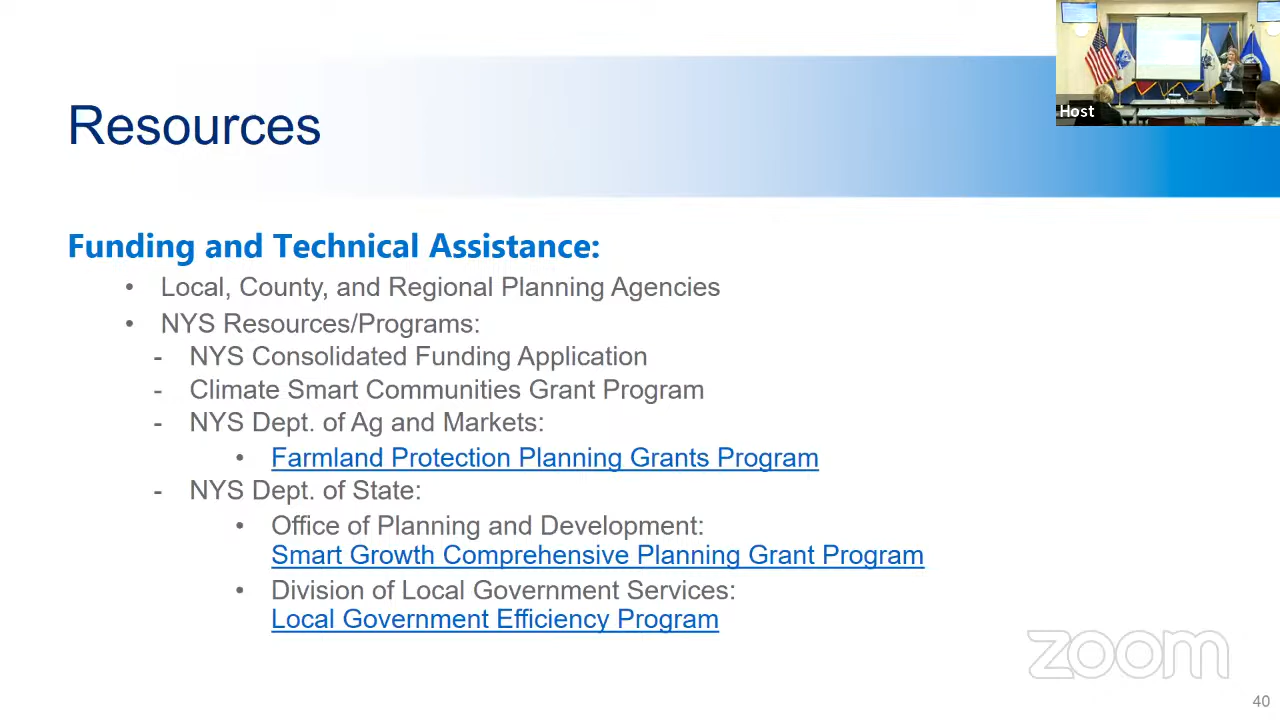 Host
Resources
Funding and Technical Assistance:
• Local, County, and Regional Planning Agencies
• NYS Resources/Programs:
- NYS Consolidated Funding Application
- Climate Smart Communities Grant Program
- NYS Dept. of Ag and Markets:
• Farmland Protection Planning Grants Program
- NYS Dept. of State:
• Office of Planning and Development:
Smart Growth Comprehensive Planning Grant Program
• Division of Local Government Services:
Local Government Efficiency Program
zoom
40